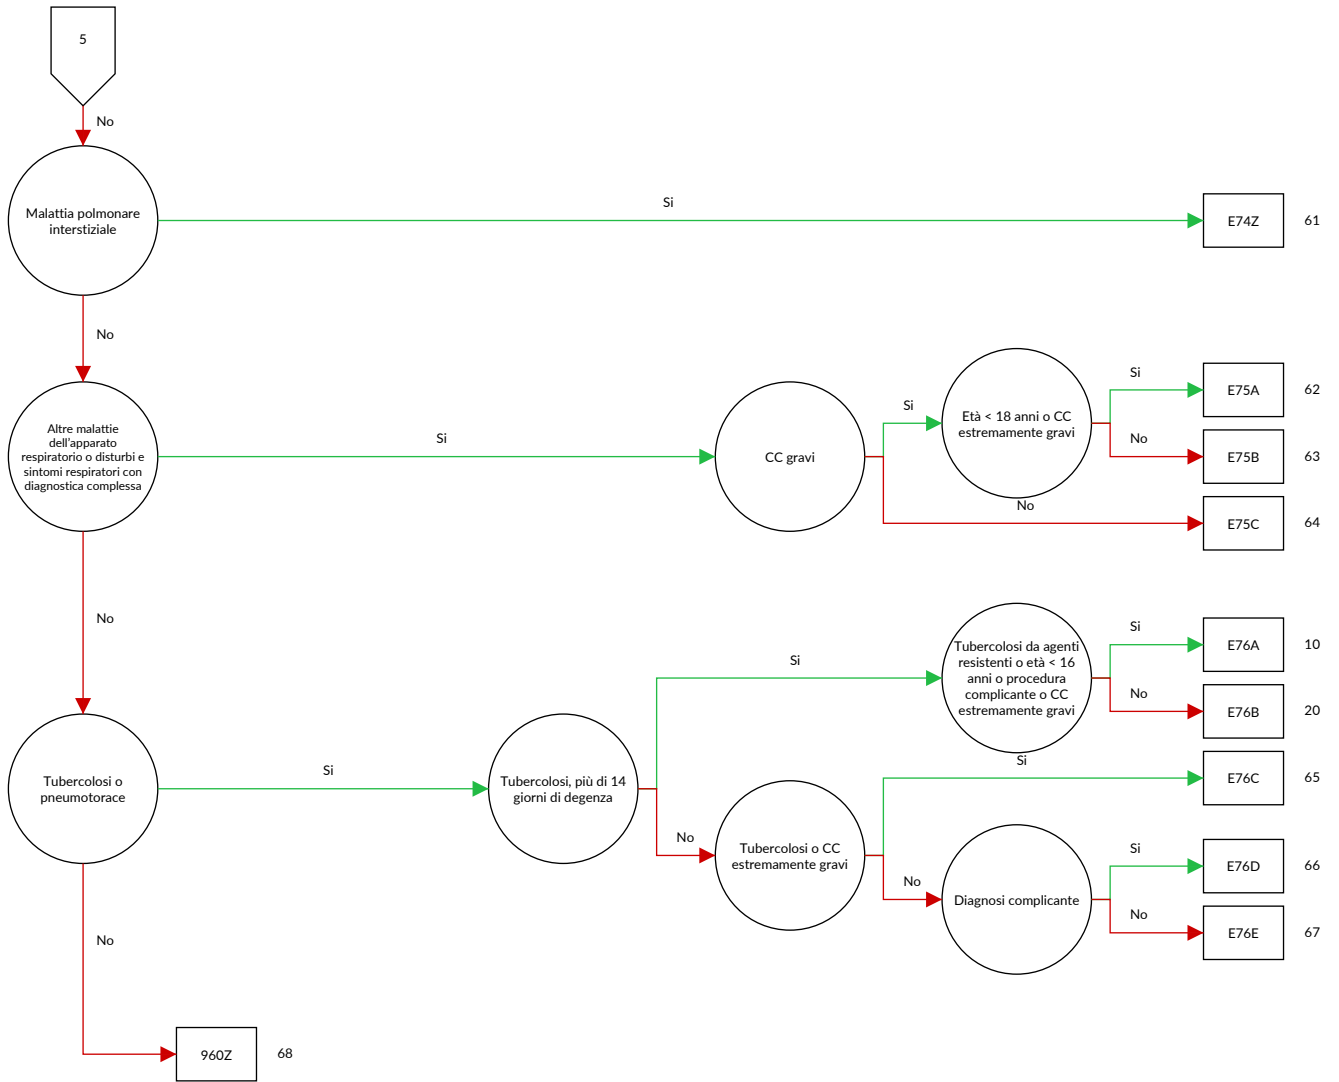 5
No
Malattia polmonare
interstiziale
Si
E74Z
61
No
Altre malattie
dell'apparato
respiratorio o disturbi e
sintomi respiratori con
diagnostica complessa
Si
CC gravi
Si
Età < 18 anni o CC
estremamente gravi
Si
E75A
62
No
E75B
63
No
E75C
64
No
Tubercolosi o
pneumotorace
Si
Tubercolosi, più di 14
giorni di degenza
Si
Tubercolosi da agenti
resistenti o età < 16
anni o procedura
complicante o CC
estremamente gravi
Si
E76A
10
No
E76B
20
No
Tubercolosi o CC
estremamente gravi
Si
E76C
65
No
Diagnosi complicante
Si
E76D
66
No
E76E
67
No
960Z
68